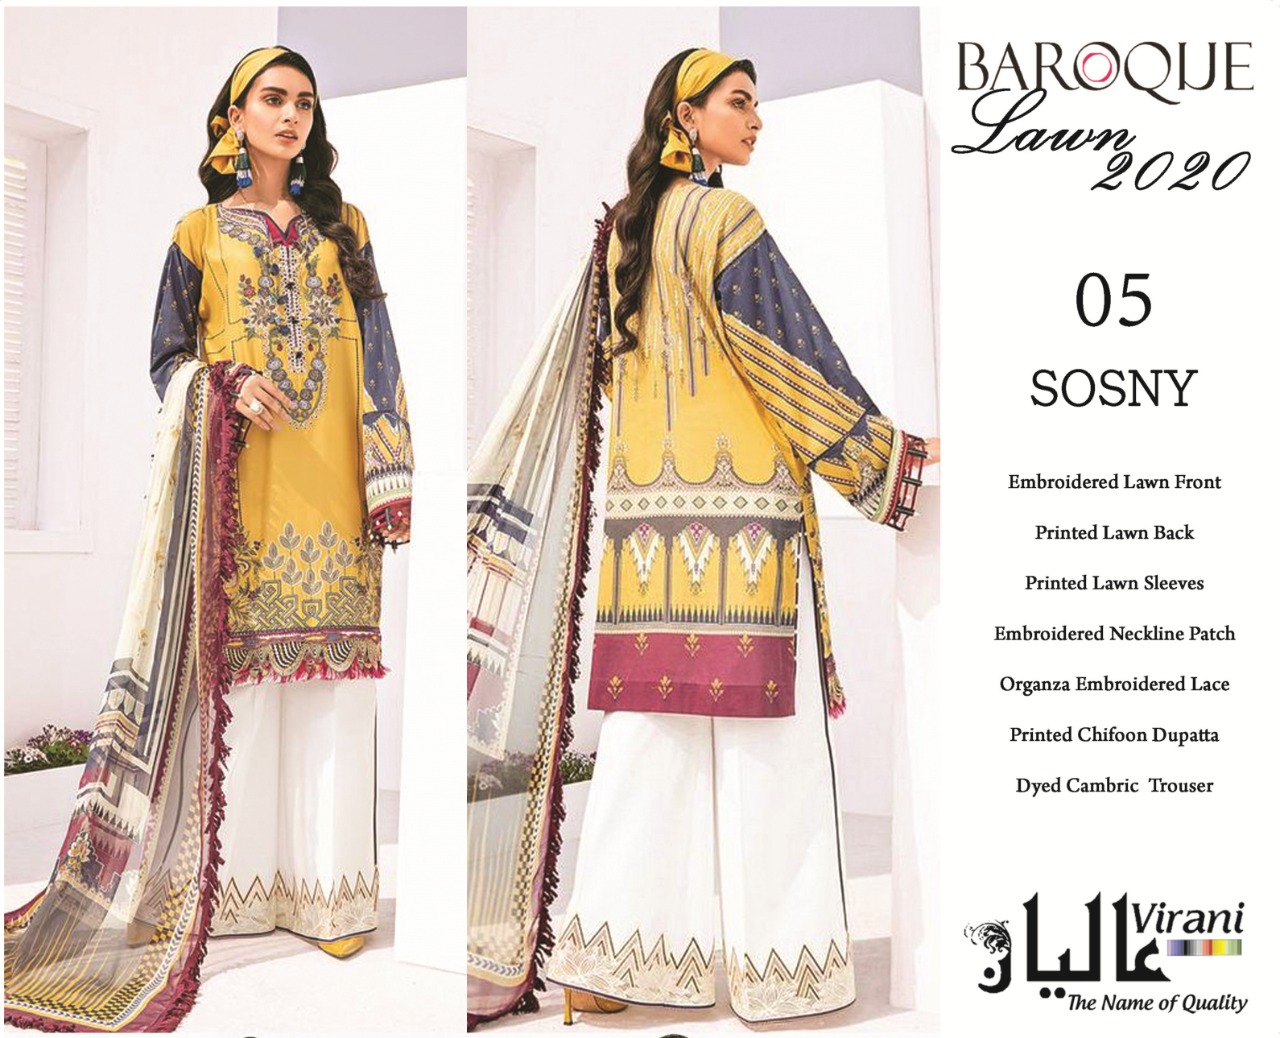 BAROQUE
Lawn
2020
05
SOSNY
Embroidered Lawn Front
Printed Lawn Back
Printed Lawn Sleeves
Embroidered Neckline Patch
Organza Embroidered Lace
Printed Chifoon Dupatta
Dyed Cambric Trouser
عاليان Virani
The Name of Quality